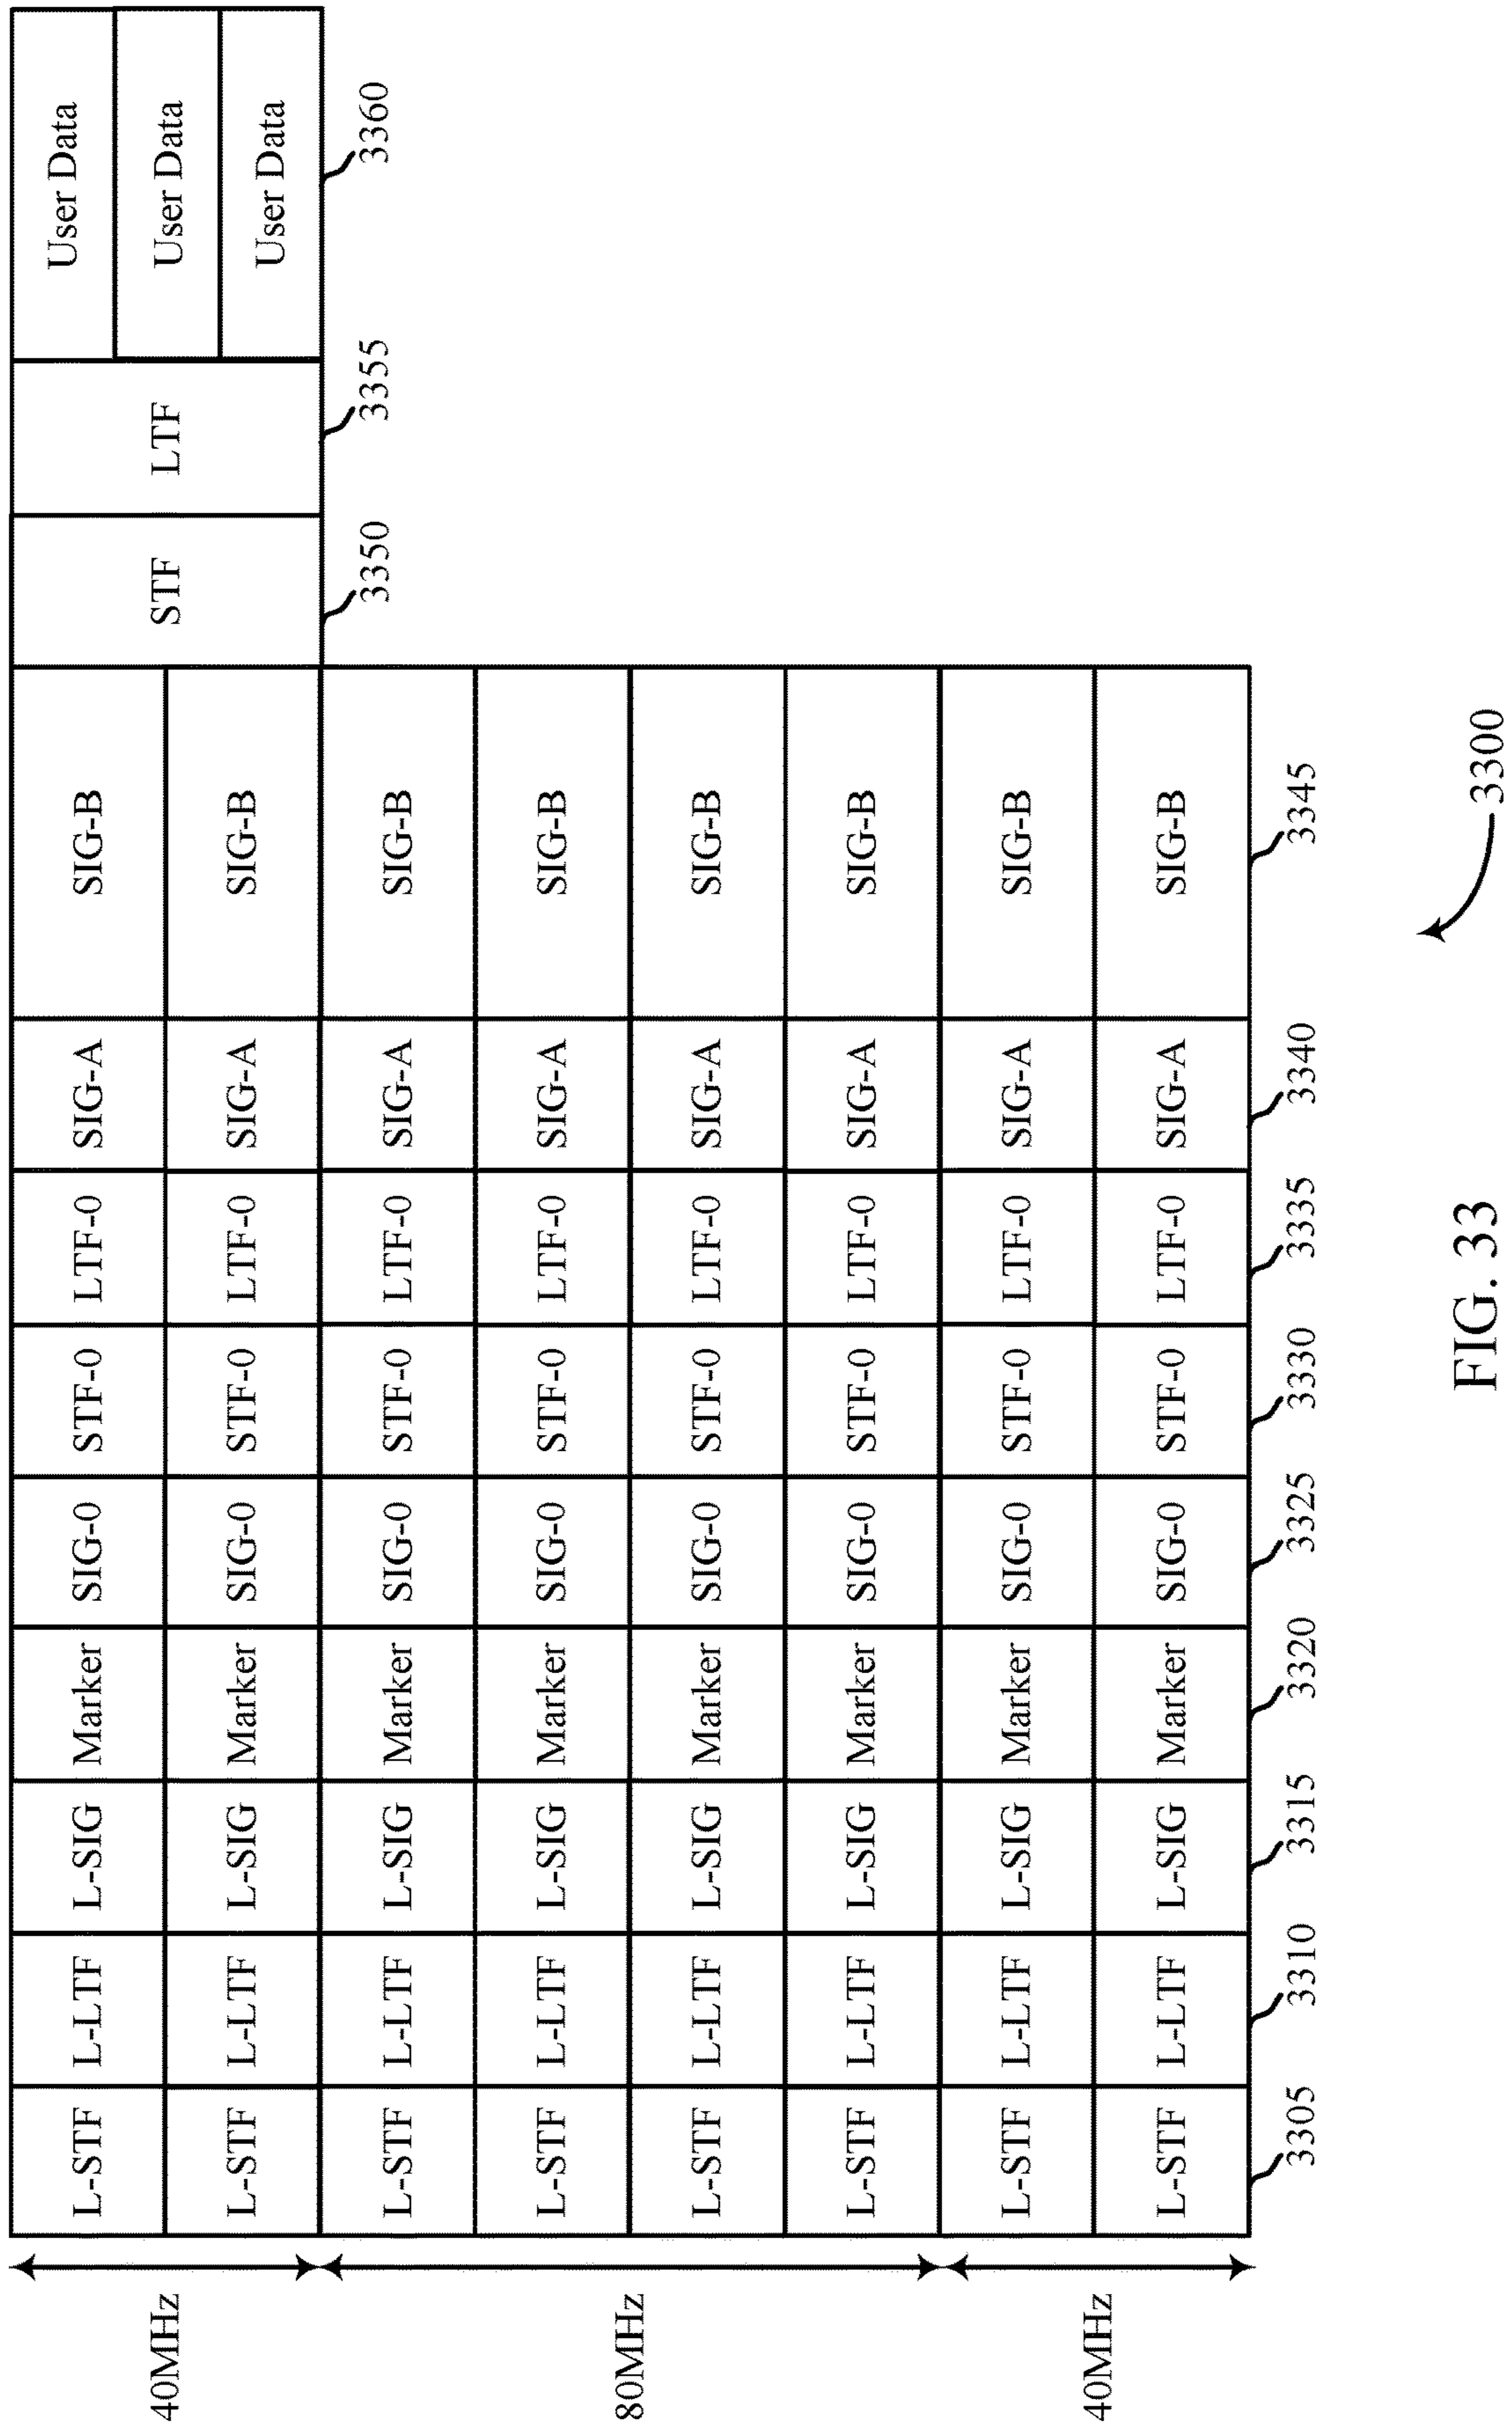 L-STF L-LTF L-SIG Marker SIG-0 STF-0 LTF-0 SIG-A SIG-B User Data
40MHz STF LTF User Data
L-STF L-LTF L-SIG Marker SIG-0 STF-0 LTF-0 SIG-A SIG-B User Data
3350 3355 3360
L-STF L-LTF L-SIG Marker SIG-0 STF-0 LTF-0 SIG-A SIG-B
L-STF L-LTF L-SIG Marker SIG-0 STF-0 LTF-0 SIG-A SIG-B
80MHz
L-STF L-LTF L-SIG Marker SIG-0 STF-0 LTF-0 SIG-A SIG-B
L-STF L-LTF L-SIG Marker SIG-0 STF-0 LTF-0 SIG-A SIG-B
L-STF L-LTF L-SIG Marker SIG-0 STF-0 LTF-0 SIG-A SIG-B
40MHz
L-STF L-LTF L-SIG Marker SIG-0 STF-0 LTF-0 SIG-A SIG-B
3305 3310 3315 3320 3325 3330 3335 3340 3345
3300
FIG. 33